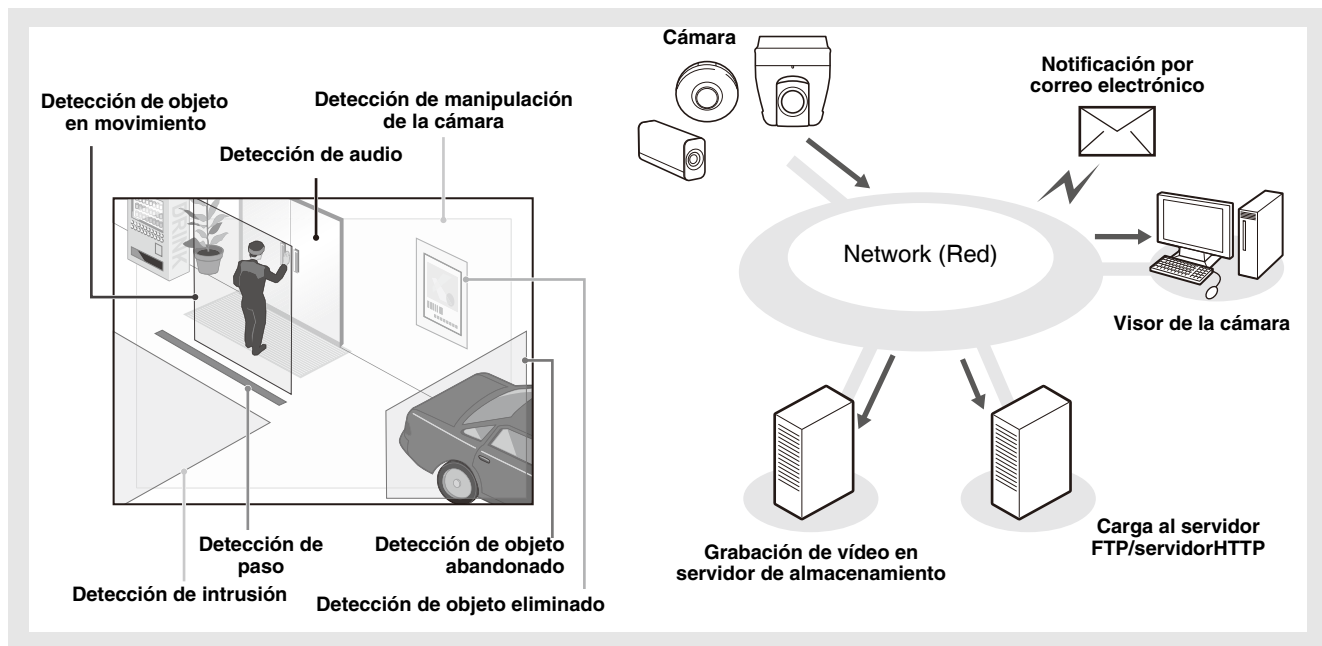 Detección de objeto
en movimiento
Detección de manipulación
de la cámara
Detección de audio
DRINK
Detección de
paso
Detección de objeto
abandonado
Detección de intrusión
Detección de objeto eliminado
Cámara
Notificación por
correo electrónico
Network (Red)
Visor de la cámara
Grabación de vídeo en
servidor de almacenamiento
Carga al servidor
FTP/servidorHTTP